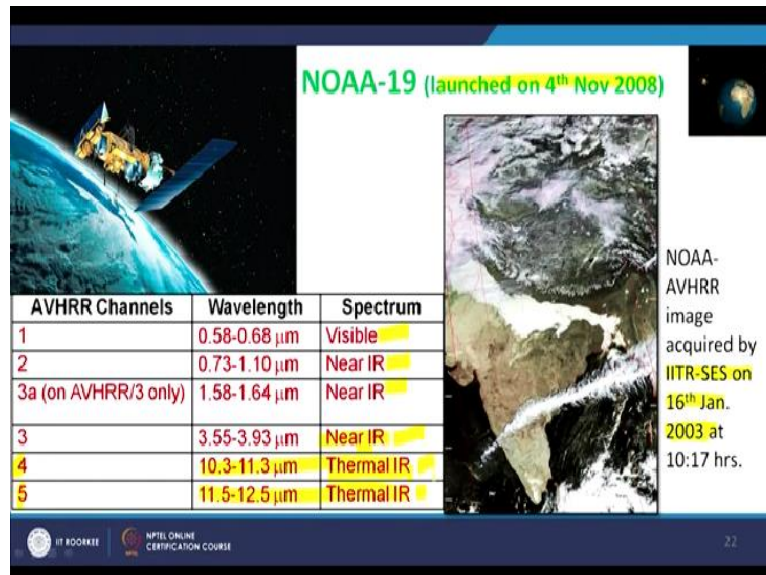 NOAA-19 (launched on 4th Nov 2008)
AVHRR Channels Wavelength Spectrum
1 0.58-0.68 μm Visible
2 0.73-1.10 μm Near IR
3a (on AVHRR/3 only) 1.58-1.64 μm Near IR
3 3.55-3.93 μm Near IR
4 10.3-11.3 μm Thermal IR
5 11.5-12.5 μm Thermal IR
NOAA-
AVHRR
image
acquired by
IITR-SES on
16th Jan.
2003 at
10:17 hrs.
IIT ROORKEE
NPTEL ONLINE
CERTIFICATION COURSE
22